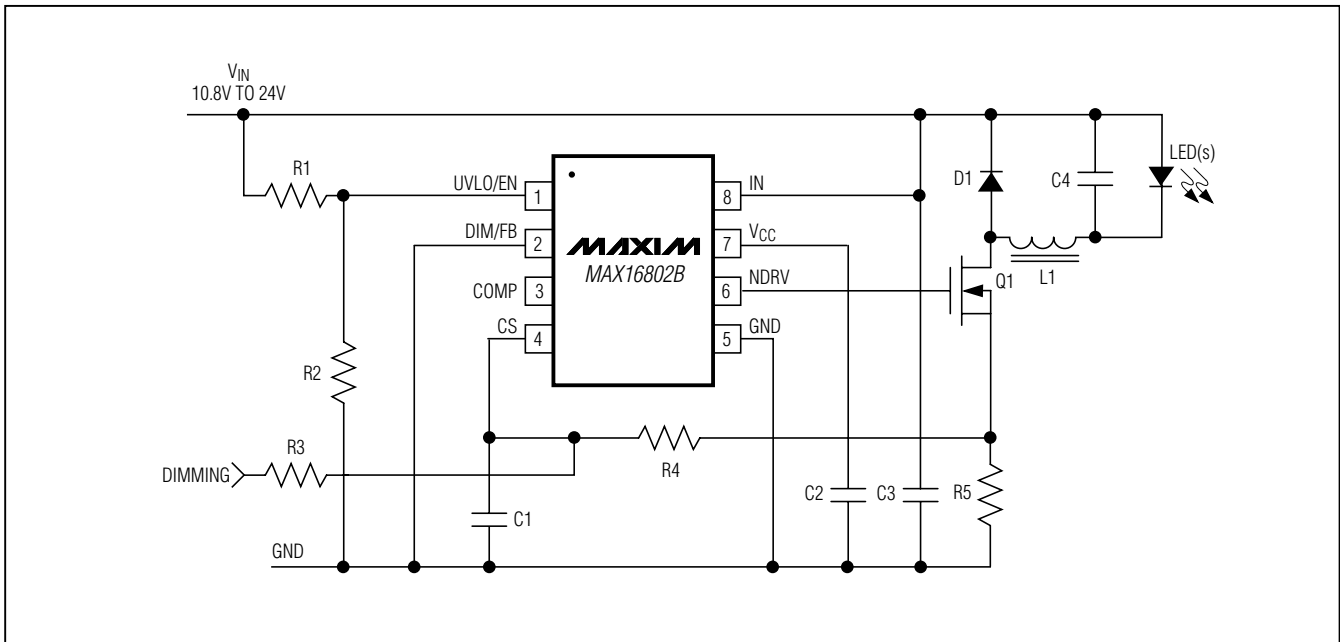 VIN
10.8V TO 24V
R1
UVLO/EN
1
DIM/FB
2
COMP
3
CS
4
MAXIM
MAX16802B
IN
8
VCC
7
NDRV
6
GND
5
D1
C4
LED(s)
L1
Q1
R2
R3
DIMMING
R4
C1
C2
C3
R5
GND